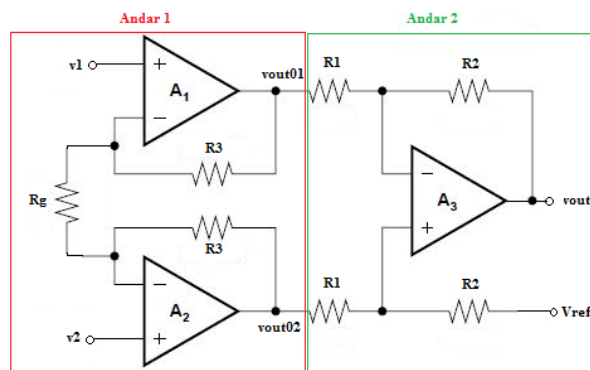 Andar 1
Andar 2
v1
+
−
A1
vout01
R1
R2
R3
Rg
R3
−
+
A3
vout
−
+
A2
v2
vout02
R1
R2
Vref